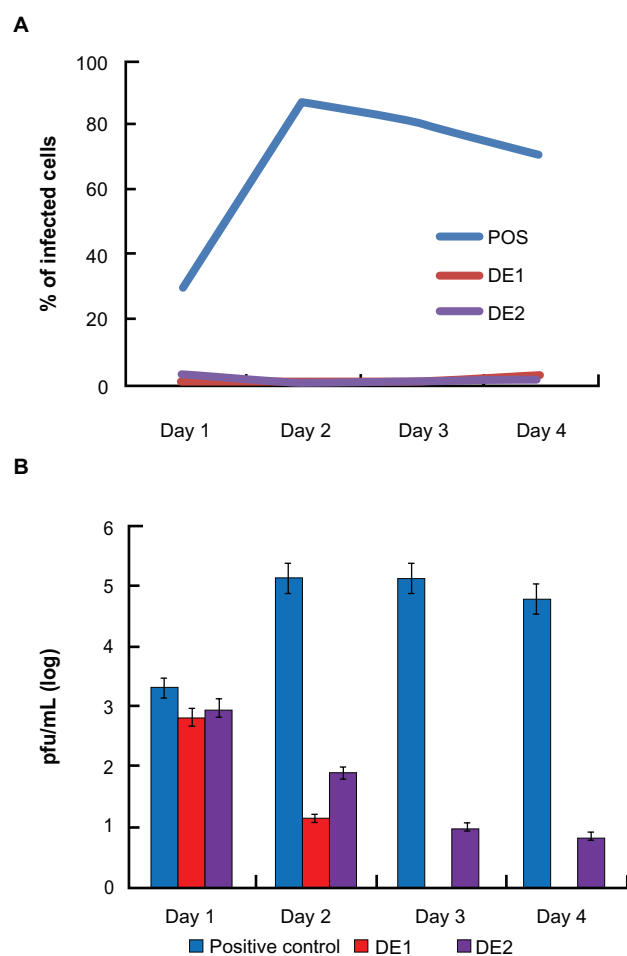 A
100
80
60
40
20
0
% of infected cells
POS
DE1
DE2
Day 1 Day 2 Day 3 Day 4
B
6
5
4
3
2
1
0
pfu/mL (log)
Day 1 Day 2 Day 3 Day 4
Positive control DE1 DE2